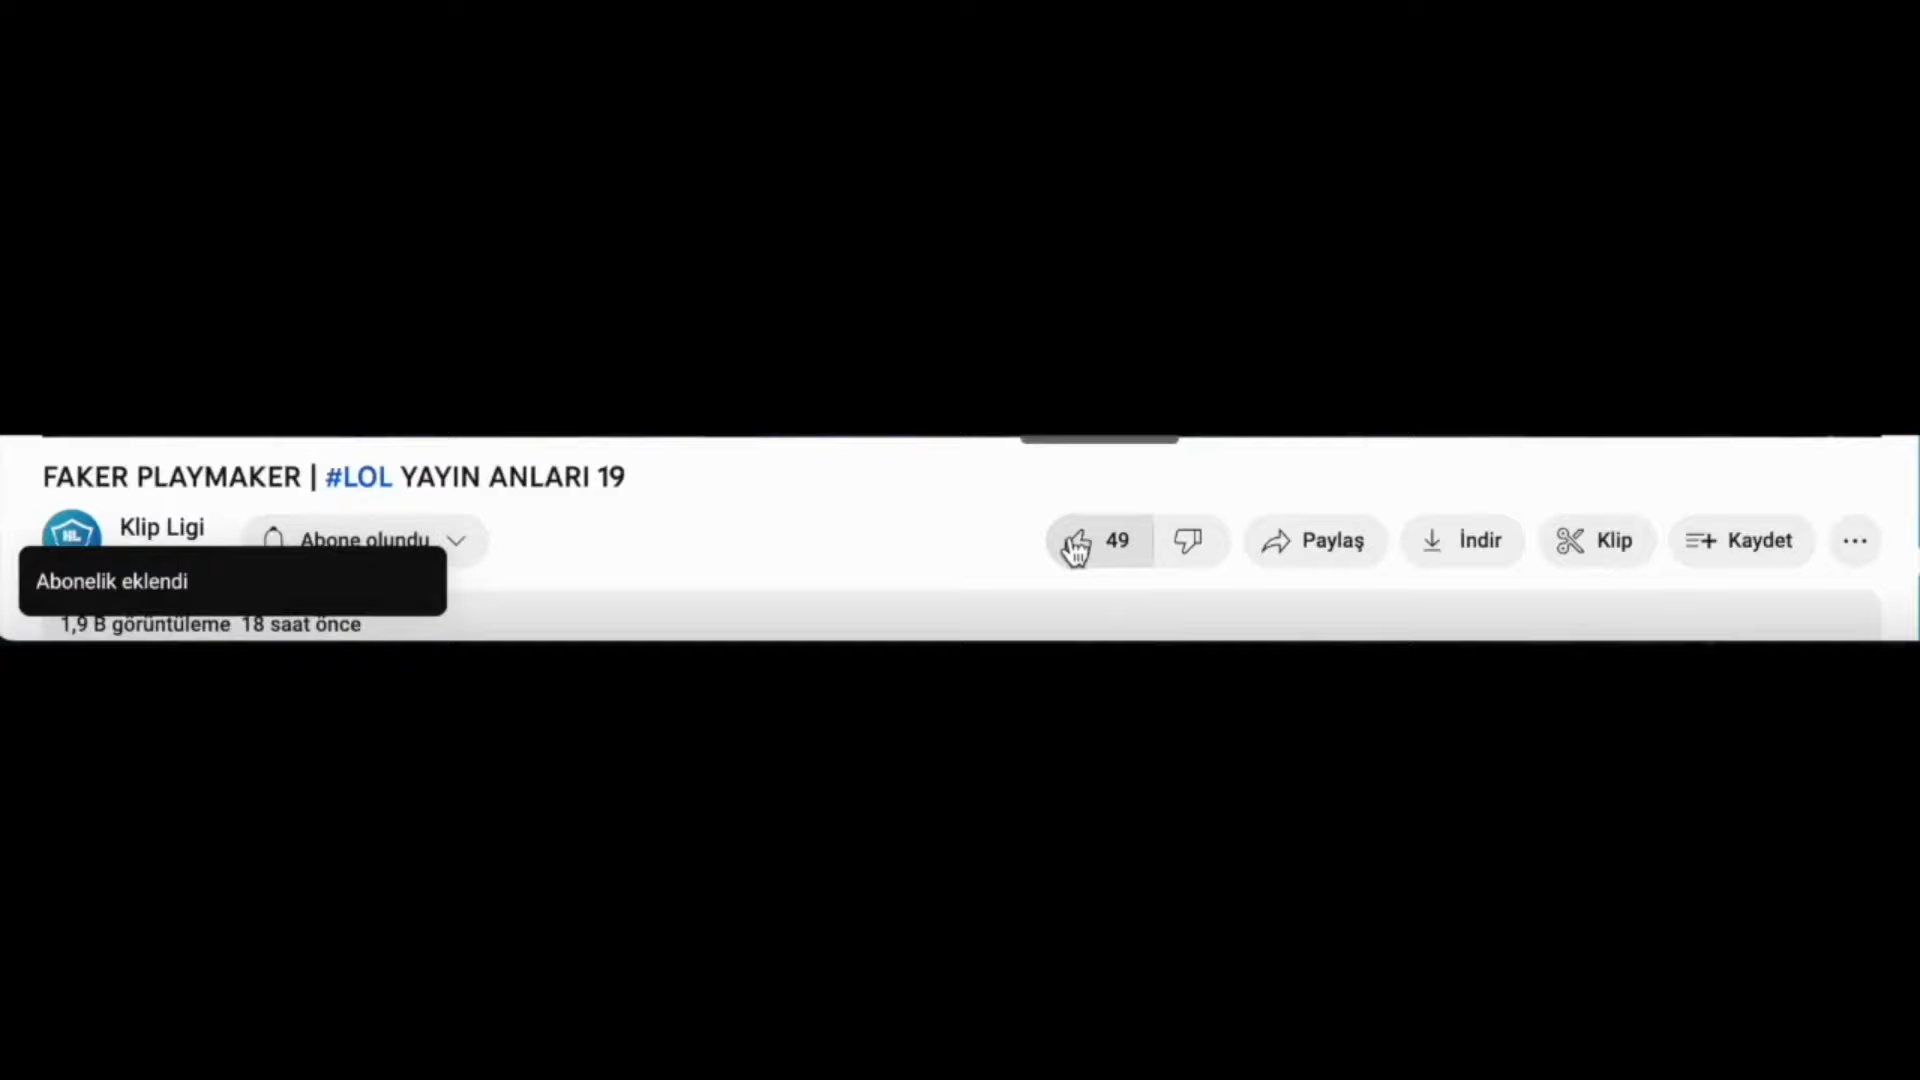 FAKER PLAYMAKER | #LOL YAYIN ANLARI 19
HL
Klip Ligi
Abone olundu
49
Paylaş
İndir
Klip
Kaydet
Abonelik eklendi
1,9 B görüntüleme 18 saat önce